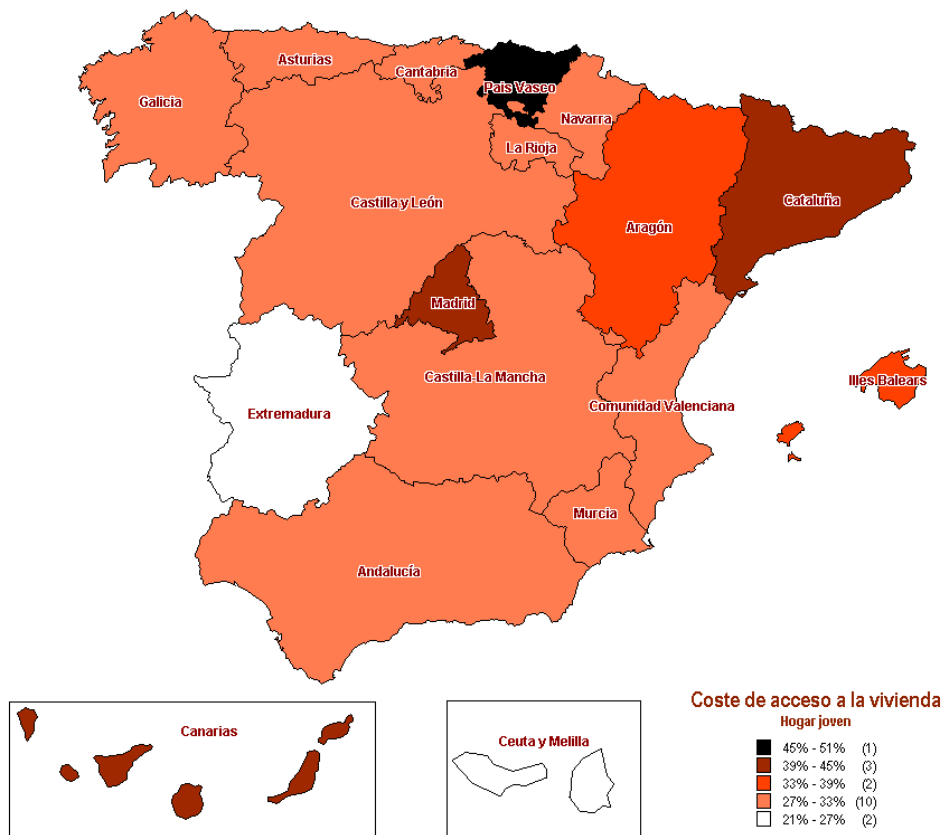 Asturias
Cantabria
País Vasco
Galicia
Navarra
La Rioja
Castilla y León
Cataluña
Aragón
Madrid
Castilla-La Mancha
Illes Balears
Extremadura
Comunidad Valenciana
Murcia
Andalucía
Canarias
Ceuta y Melilla
Coste de acceso a la vivienda
Hogar joven
45% - 51% (1)
39% - 45% (3)
33% - 39% (2)
27% - 33% (10)
21% - 27% (2)